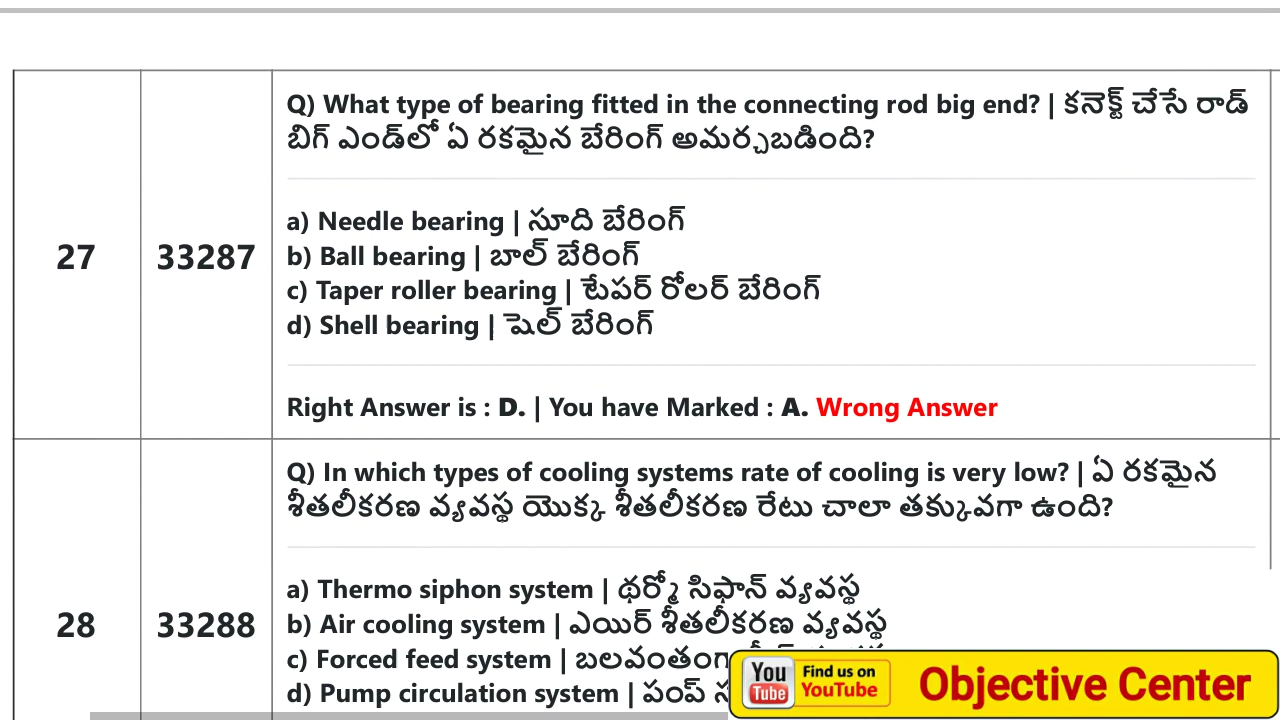 27
33287
Q) What type of bearing fitted in the connecting rod big end? | కనెక్ట్ చేసే రాడ్
బిగ్ ఎండ్‌లో ఏ రకమైన బేరింగ్ అమర్చబడింది?
a) Needle bearing | సూది బేరింగ్
b) Ball bearing | బాల్ బేరింగ్
c) Taper roller bearing | టేపర్ రోలర్ బేరింగ్
d) Shell bearing | షెల్ బేరింగ్
Right Answer is : D. | You have Marked : A. Wrong Answer
28
33288
Q) In which types of cooling systems rate of cooling is very low? | ఏ రకమైన
శీతలీకరణ వ్యవస్థ యొక్క శీతలీకరణ రేటు చాలా తక్కువగా ఉంది?
a) Thermo siphon system | థర్మో సిఫాన్ వ్యవస్థ
b) Air cooling system | ఎయిర్ శీతలీకరణ వ్యవస్థ
c) Forced feed system | బలవంతంగా
d) Pump circulation system | పంప్
You Tube
Find us on
YouTube
Objective Center